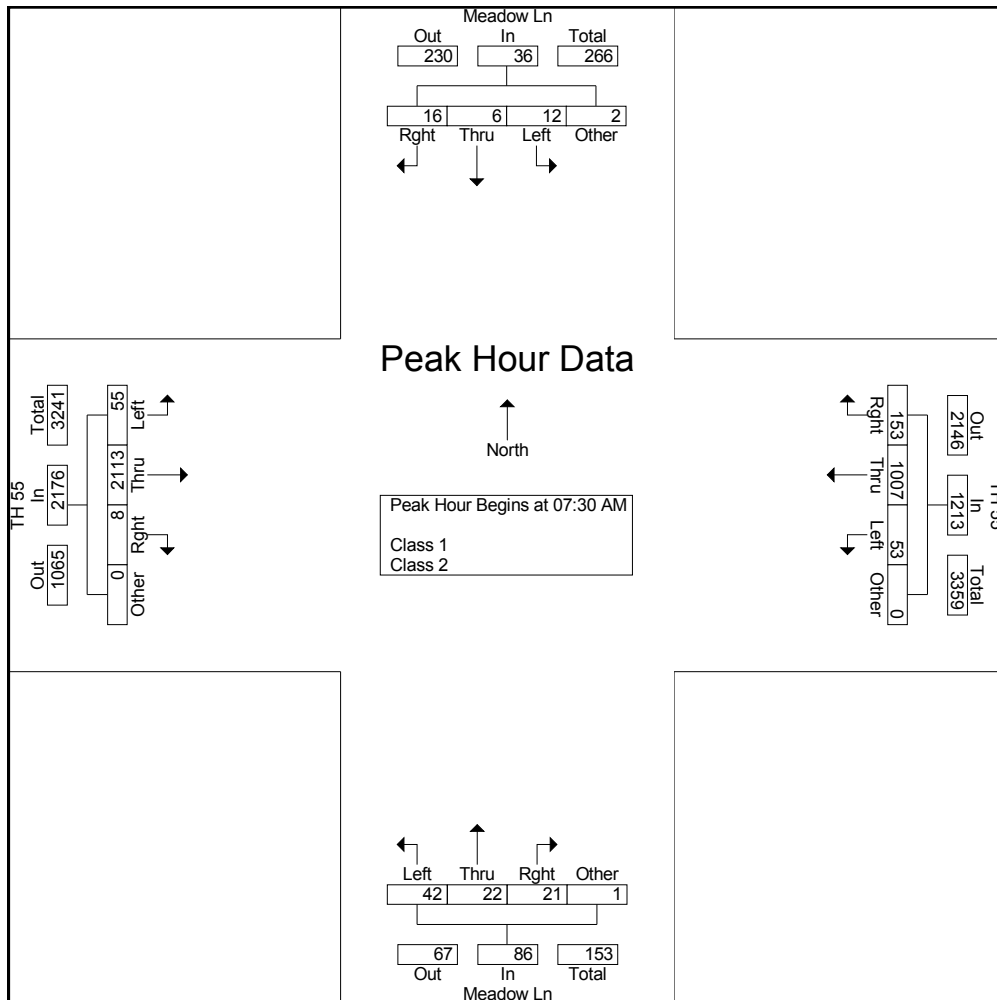 Meadow Ln
Out In Total
230 36 266
16 6 12 2
Rght Thru Left Other
Peak Hour Data
North
Peak Hour Begins at 07:30 AM
Class 1
Class 2
TH 55
Total In Out
3241 2176 1065
55 2113 8 0
Left Thru Rght Other
Out In Total
2146 1213 3359
153 1007 53 0
Rght Thru Left Other
Left Thru Rght Other
42 22 21 1
67 86 153
Out In Total
Meadow Ln